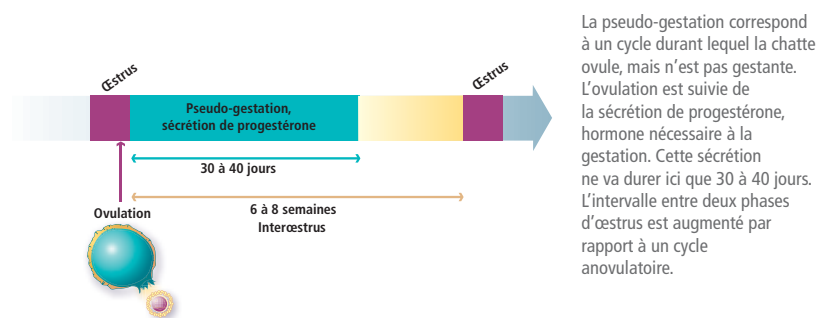 Œstrus
Œstrus
Pseudo-gestation,
sécrétion de progestérone
30 à 40 jours
Ovulation
6 à 8 semaines
Interœstrus
La pseudo-gestation correspond
à un cycle durant lequel la chatte
ovule, mais n’est pas gestante.
L’ovulation est suivie de
la sécrétion de progestérone,
hormone nécessaire à la
gestation. Cette sécrétion
ne va durer ici que 30 à 40 jours.
L’intervalle entre deux phases
d’œstrus est augmenté par
rapport à un cycle
anovulatoire.